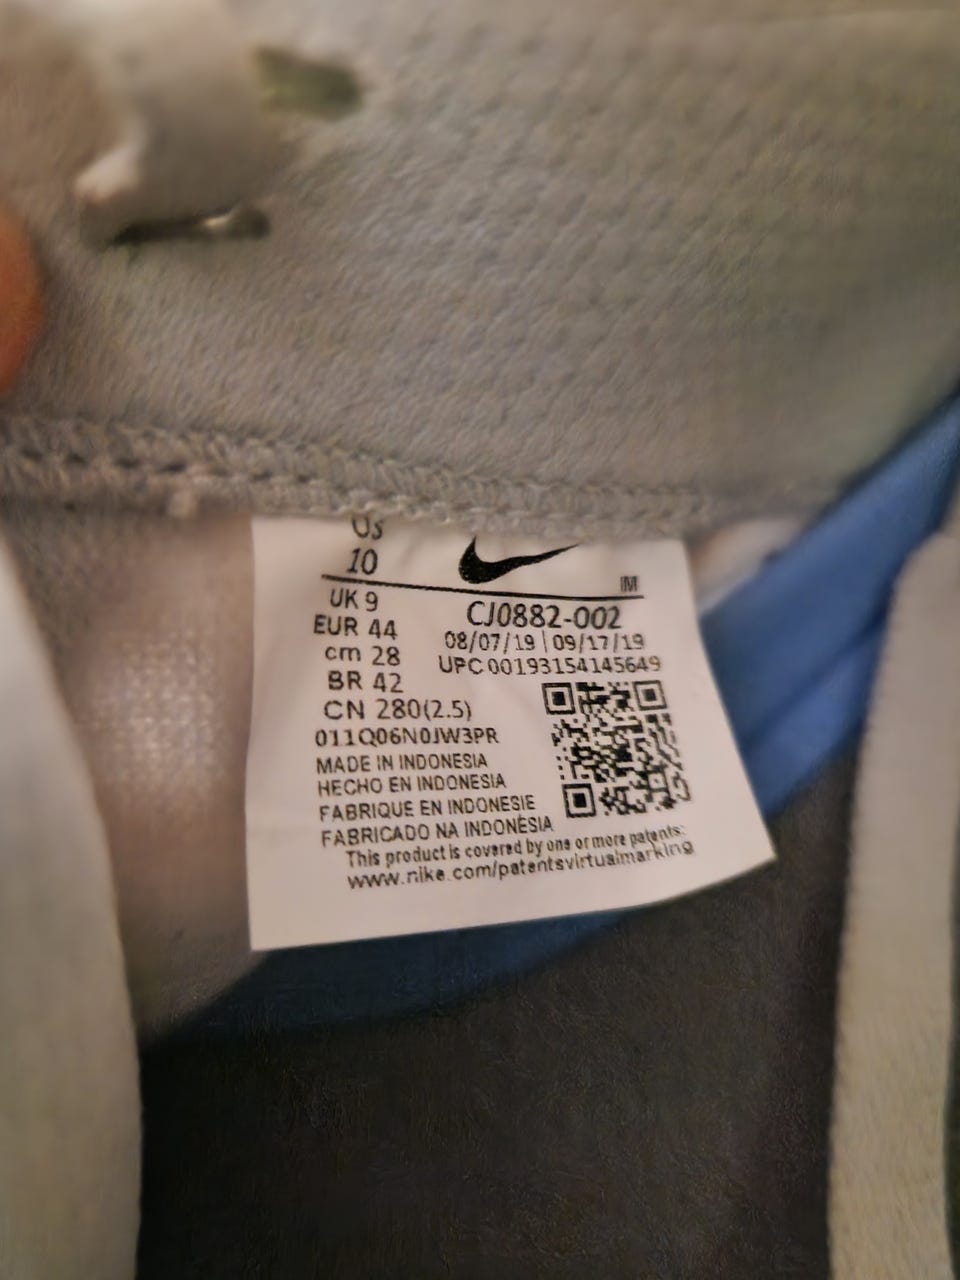 US
10
IM
UK 9
EUR 44
cm 28
BR 42
CN 280(2.5)
CJ0882-002
08/07/19 | 09/17/19
UPC 00193154145649
011Q06N0JW3PR
MADE IN INDONESIA
HECHO EN INDONESIA
FABRIQUE EN INDONESIE
FABRICADO NA INDONÉSIA
This product is covered by one or more patents:
www.nike.com/patentsvirtualmarking